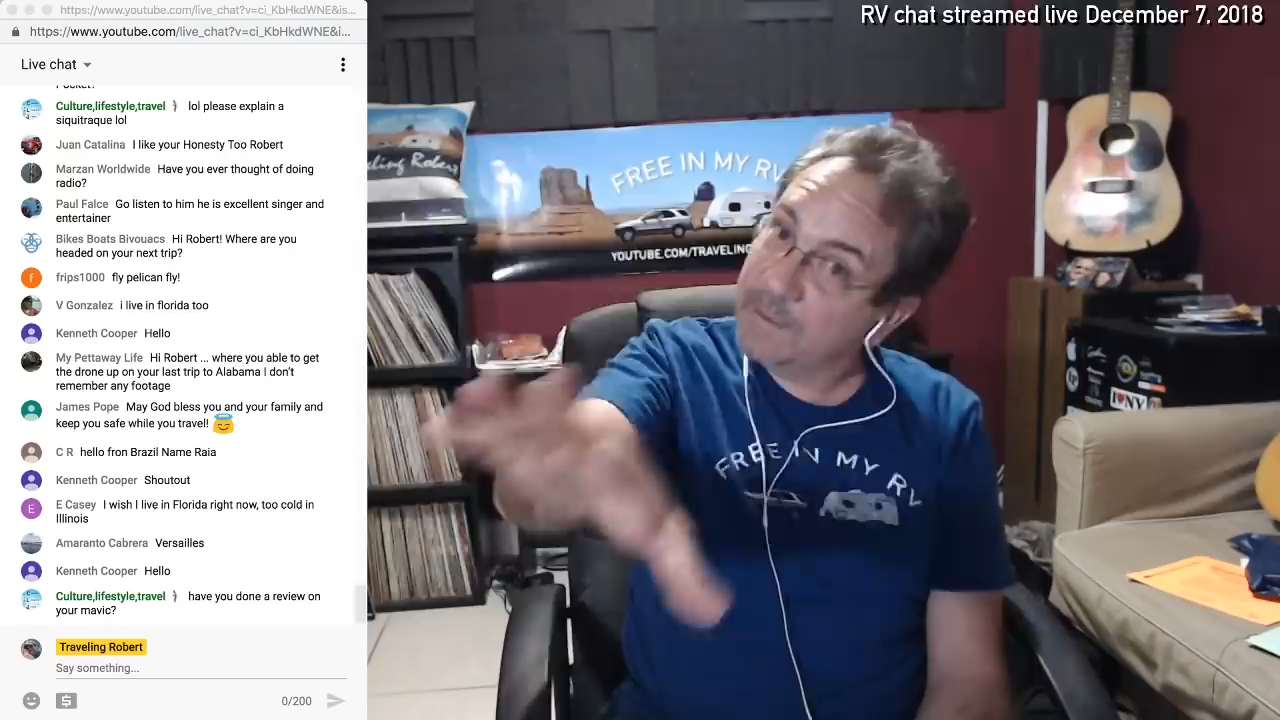 https://www.youtube.com/live_chat?v=ci_KbHkdWNE&is...
https://www.youtube.com/live_chat?v=ci_KbHkdWNE&i...
Live chat
Culture,lifestyle,travel lol please explain a
siquitraque lol
Juan Catalina I like your Honesty Too Robert
Marzan Worldwide Have you ever thought of doing
radio?
Paul Falce Go listen to him he is excellent singer and
entertainer
Bikes Boats Bivouacs Hi Robert! Where are you
headed on your next trip?
f frips1000 fly pelican fly!
V Gonzalez i live in florida too
Kenneth Cooper Hello
My Pettaway Life Hi Robert ... where you able to get
the drone up on your last trip to Alabama I don't
remember any footage
James Pope May God bless you and your family and
keep you safe while you travel! 😇
C R hello fron Brazil Name Raia
Kenneth Cooper Shoutout
E E Casey I wish I live in Florida right now, too cold in
Illinois
Amaranto Cabrera Versailles
Kenneth Cooper Hello
Culture,lifestyle,travel have you done a review on
your mavic?
Traveling Robert
Say something...
0/200
RV chat streamed live December 7, 2018
ling Robert
FREE IN MY RV
YOUTUBE.COM/TRAVELING
FREE IN MY RV
I ♥ NY